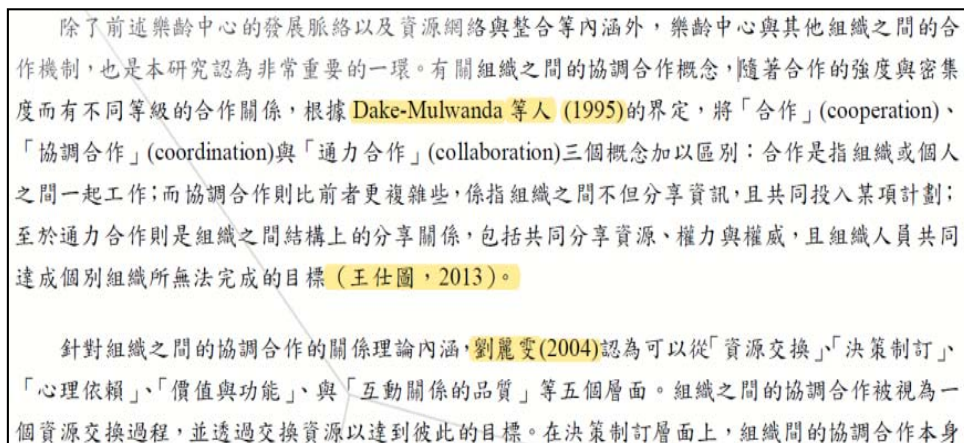 除了前述樂齡中心的發展脈絡以及資源網絡與整合等內涵外，樂齡中心與其他組織之間的合
作機制，也是本研究認為非常重要的一環。有關組織之間的協調合作概念，隨著合作的強度與密集
度而有不同等級的合作關係，根據 Dake-Mulwanda 等人 (1995)的界定，將「合作」(cooperation)、
「協調合作」(coordination)與「通力合作」(collaboration)三個概念加以區別：合作是指組織或個人
之間一起工作；而協調合作則比前者更複雜些，係指組織之間不但分享資訊，且共同投入某項計劃；
至於通力合作則是組織之間結構上的分享關係，包括共同分享資源、權力與權威，且組織人員共同
達成個別組織所無法完成的目標（王仕圖，2013）。
針對組織之間的協調合作的關係理論內涵，劉麗雯(2004)認為可以從「資源交換」、「決策制訂」、
「心理依賴」、「價值與功能」、與「互動關係的品質」等五個層面。組織之間的協調合作被視為一
個資源交換過程，並透過交換資源以達到彼此的目標。在決策制訂層面上，組織間的協調合作本身